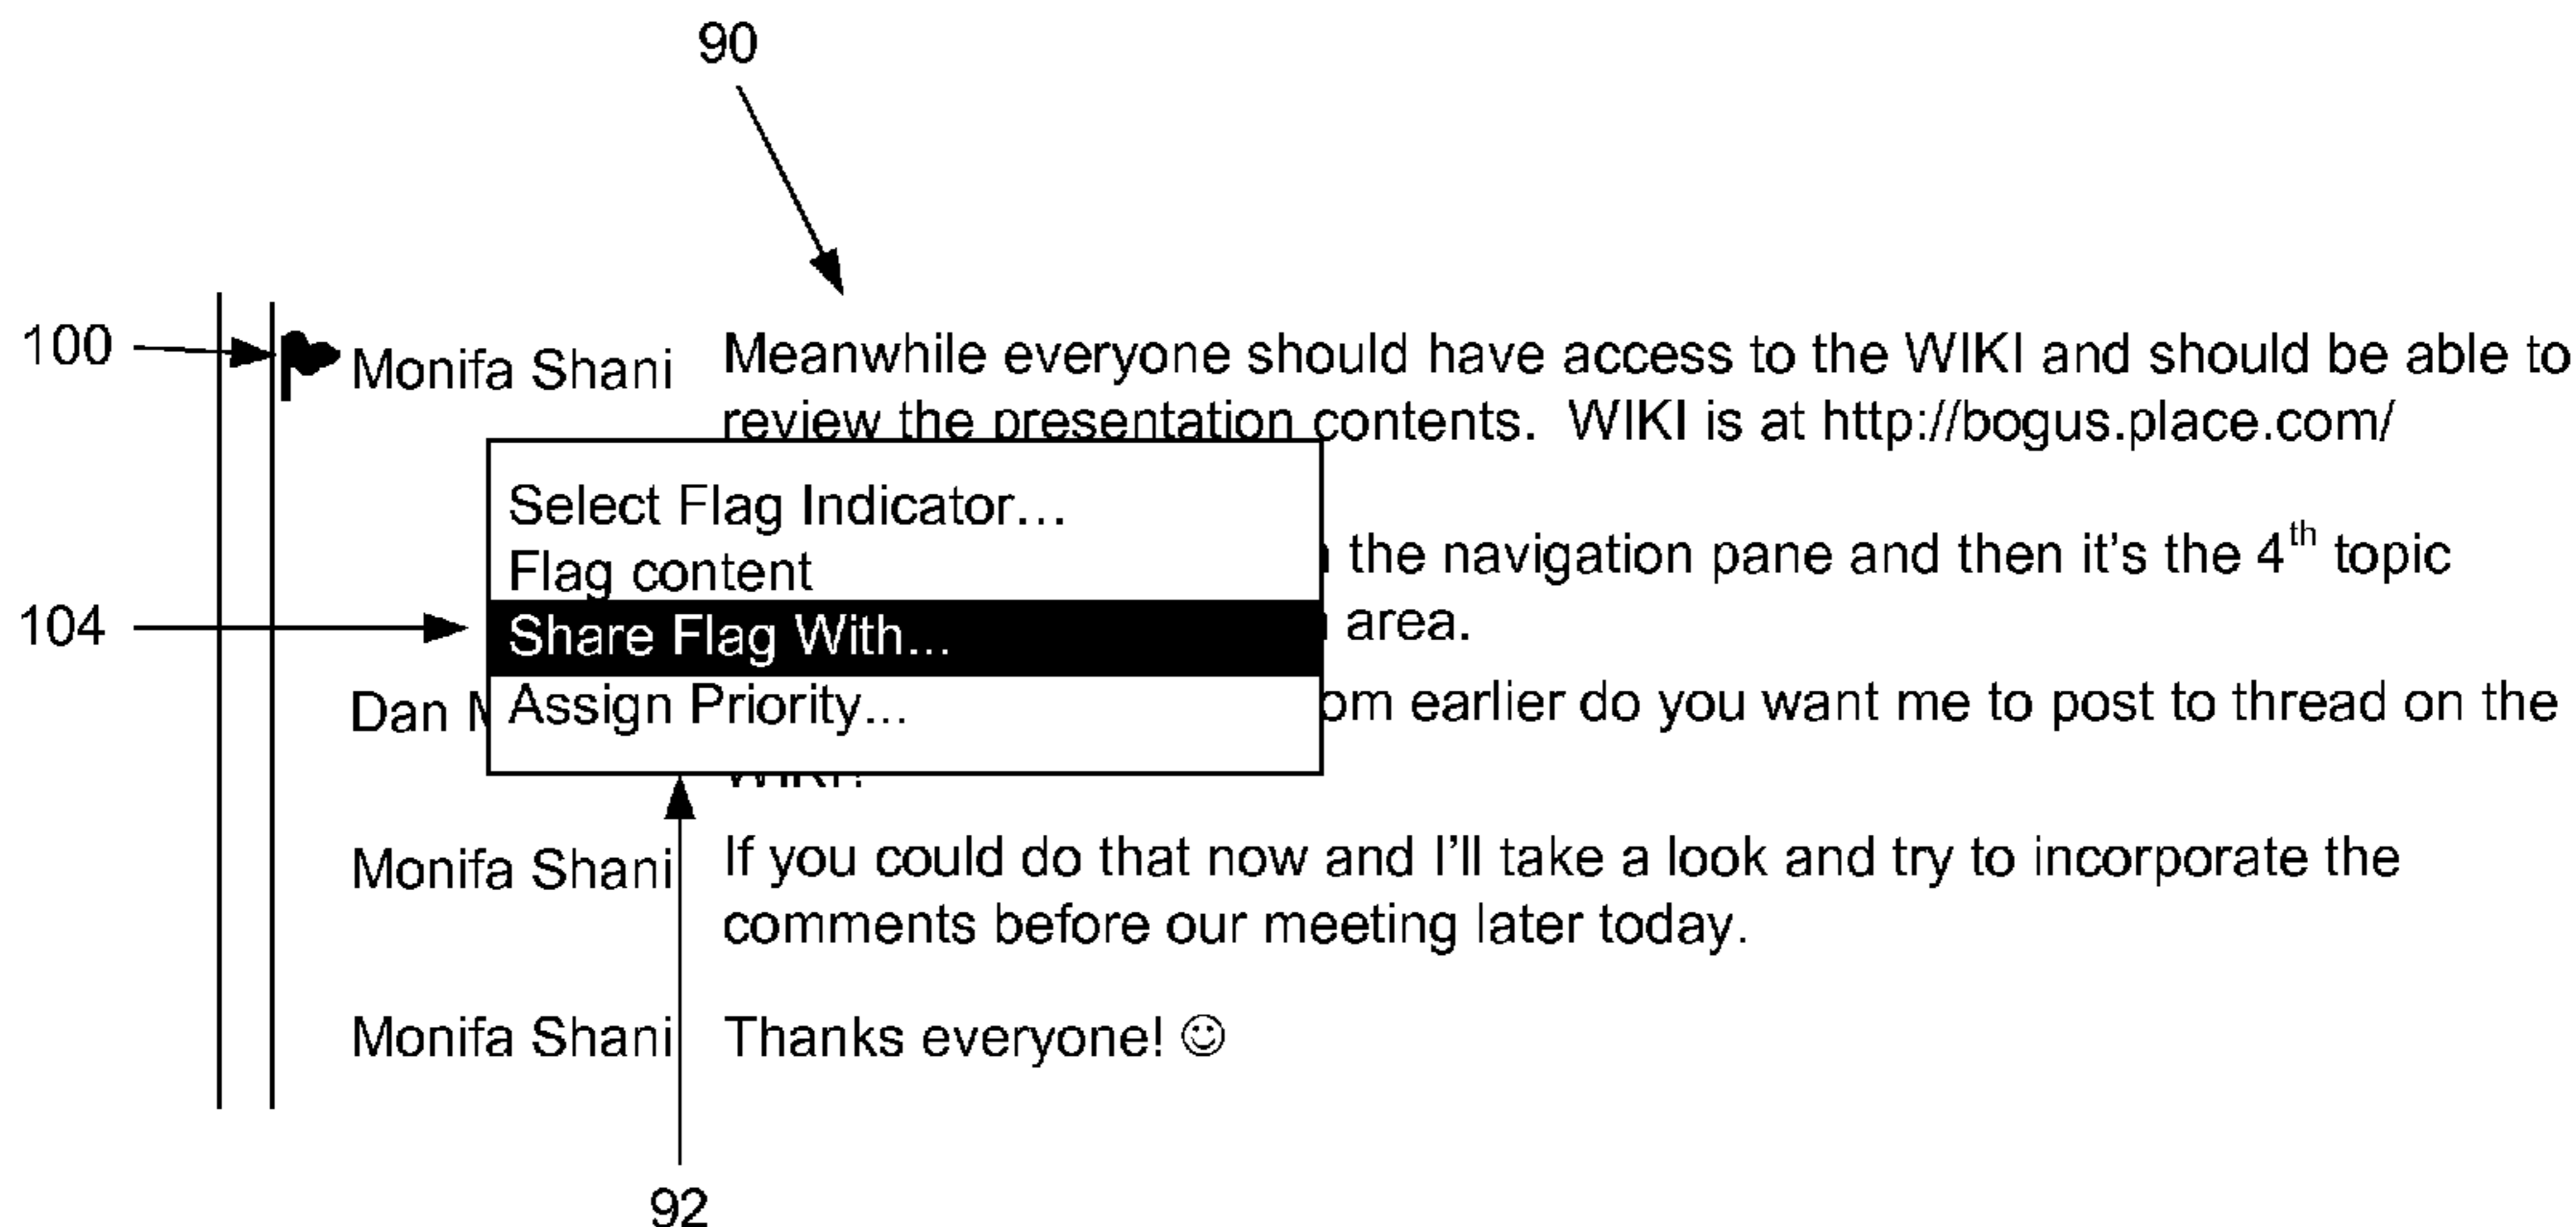 90
100
Monifa Shani Meanwhile everyone should have access to the WIKI and should be able to
review the presentation contents. WIKI is at http://bogus.place.com/
Select Flag Indicator...
the navigation pane and then it's the 4th topic
Flag content
104
Share Flag With...
area.
Dan
Assign Priority...
earlier do you want me to post to thread on the
Monifa Shani If you could do that now and I'll take a look and try to incorporate the
comments before our meeting later today.
Monifa Shani Thanks everyone! ☺
92